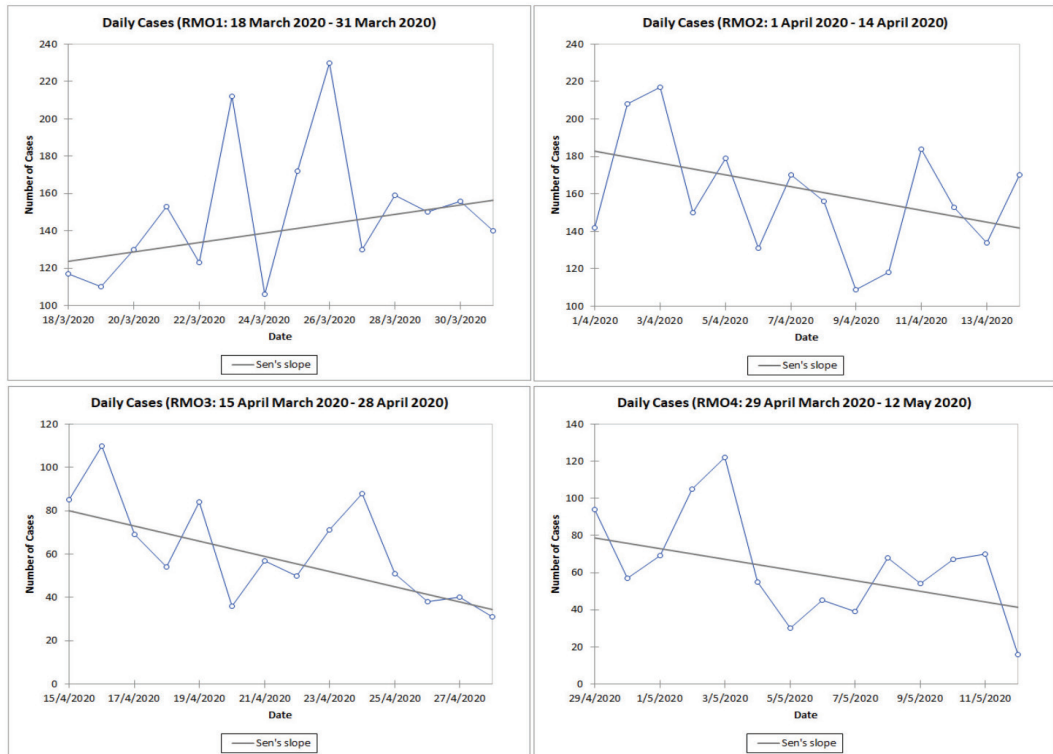 Daily Cases (RMO1: 18 March 2020 - 31 March 2020)
Number of Cases
240
220
200
180
160
140
120
100
18/3/2020 20/3/2020 22/3/2020 24/3/2020 26/3/2020 28/3/2020 30/3/2020
Date
Sen's slope
Daily Cases (RMO2: 1 April 2020 - 14 April 2020)
Number of Cases
240
220
200
180
160
140
120
100
1/4/2020 3/4/2020 5/4/2020 7/4/2020 9/4/2020 11/4/2020 13/4/2020
Date
Sen's slope
Daily Cases (RMO3: 15 April March 2020 - 28 April 2020)
Number of Cases
120
100
80
60
40
20
0
15/4/2020 17/4/2020 19/4/2020 21/4/2020 23/4/2020 25/4/2020 27/4/2020
Date
Sen's slope
Daily Cases (RMO4: 29 April March 2020 - 12 May 2020)
Number of Cases
140
120
100
80
60
40
20
0
29/4/2020 1/5/2020 3/5/2020 5/5/2020 7/5/2020 9/5/2020 11/5/2020
Date
Sen's slope